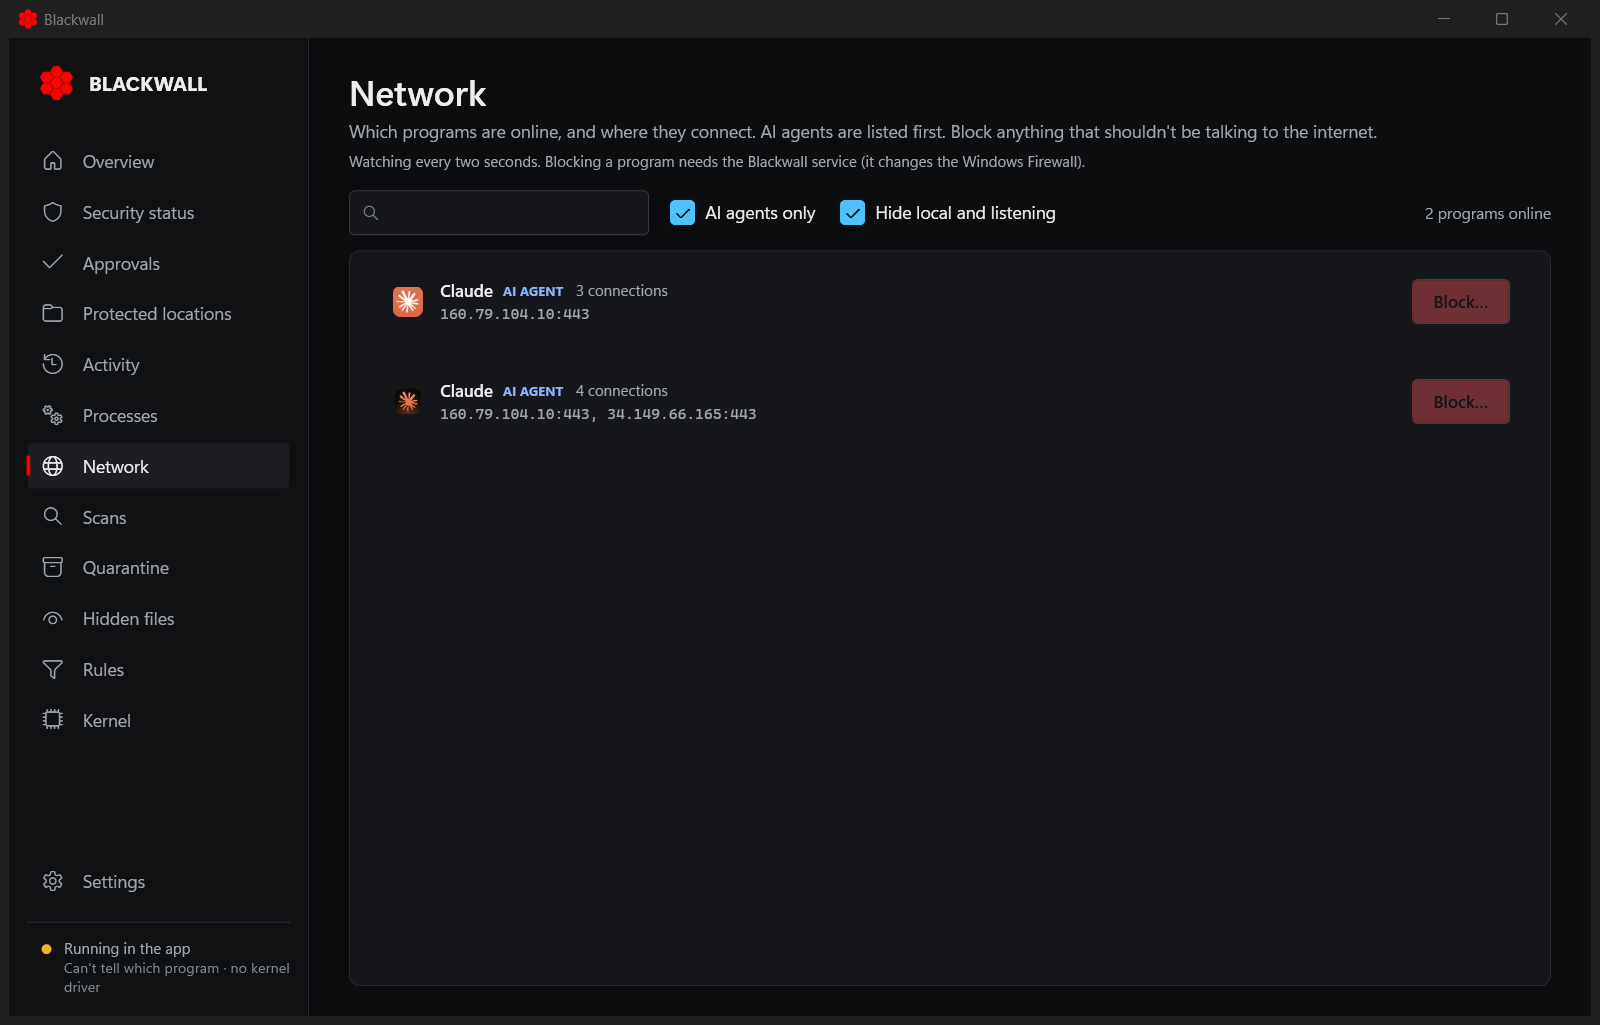 Blackwall
BLACKWALL
Overview
Security status
Approvals
Protected locations
Activity
Processes
Network
Scans
Quarantine
Hidden files
Rules
Kernel
Settings
Running in the app
Can't tell which program · no kernel
driver
Network
Which programs are online, and where they connect. AI agents are listed first. Block anything that shouldn't be talking to the internet.
Watching every two seconds. Blocking a program needs the Blackwall service (it changes the Windows Firewall).
AI agents only
Hide local and listening
2 programs online
Claude AI AGENT 3 connections
160.79.104.10:443
Block...
Claude AI AGENT 4 connections
160.79.104.10:443, 34.149.66.165:443
Block...